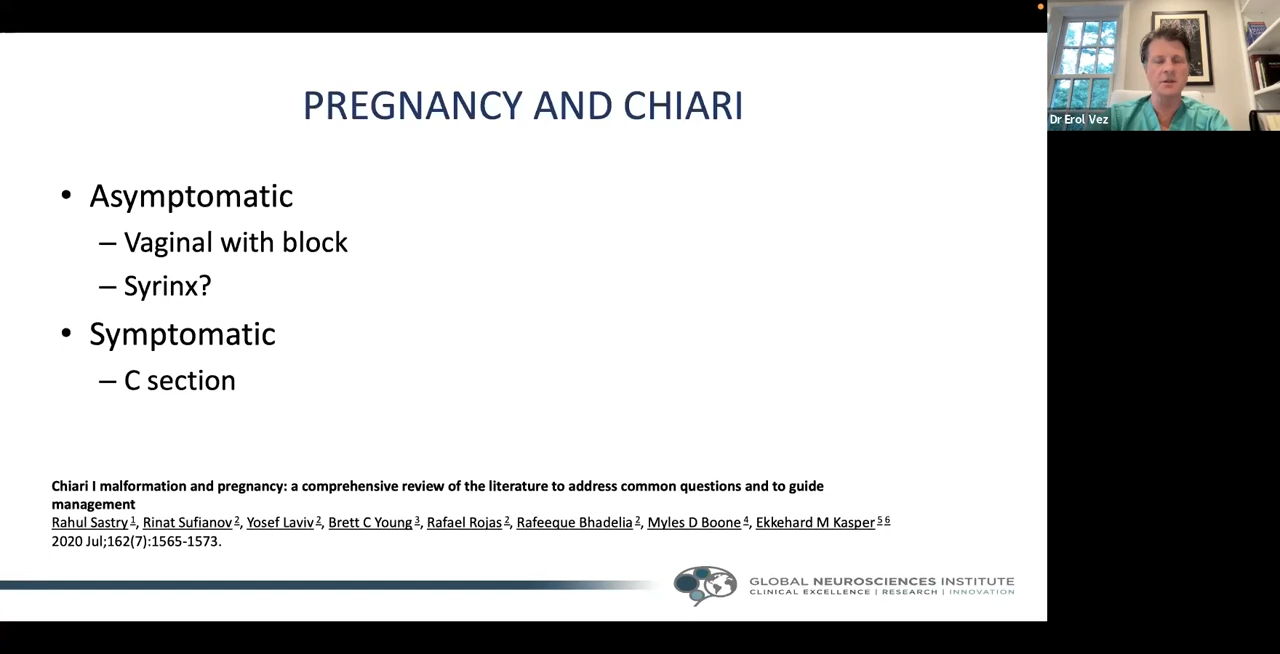 PREGNANCY AND CHIARI
• Asymptomatic
– Vaginal with block
– Syrinx?
• Symptomatic
– C section
Chiari I malformation and pregnancy: a comprehensive review of the literature to address common questions and to guide
management
Rahul Sastry 1, Rinat Sufianov 2, Yosef Laviv 2, Brett C Young 3, Rafael Rojas 2, Rafeeque Bhadelia 2, Myles D Boone 4, Ekkehard M Kasper 5 6
2020 Jul;162(7):1565-1573.
GLOBAL NEUROSCIENCES INSTITUTE
CLINICAL EXCELLENCE | RESEARCH | INNOVATION
Dr Erol Vez